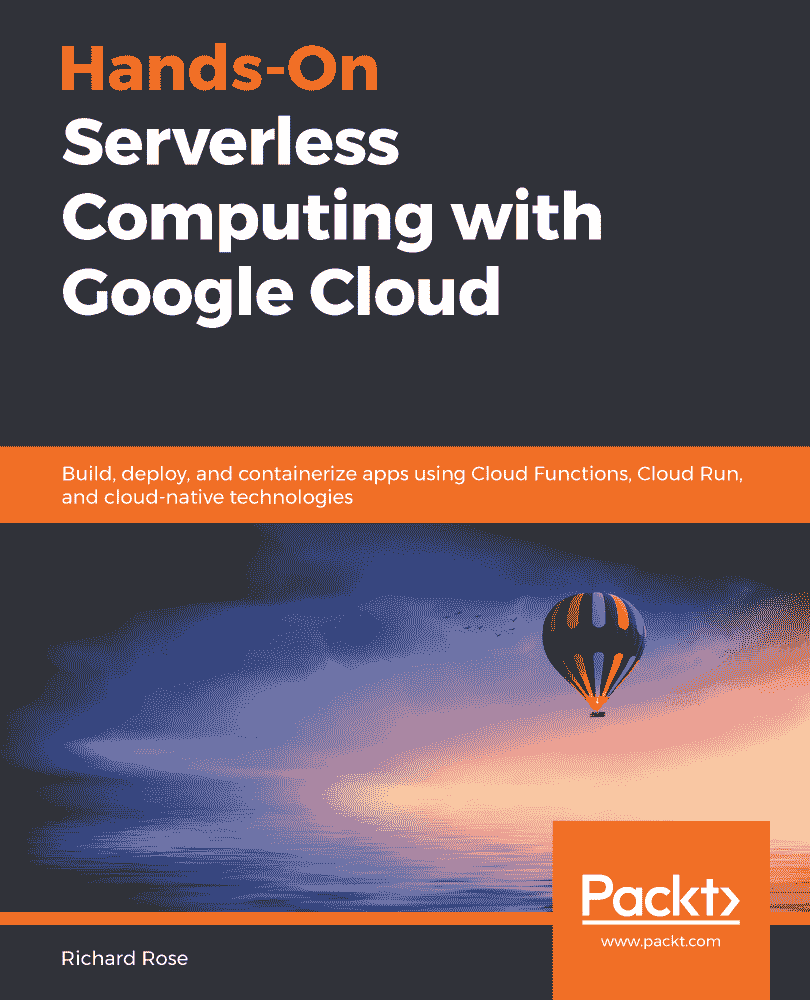 Hands-On
Serverless
Computing with
Google Cloud
Build, deploy, and containerize apps using Cloud Functions, Cloud Run,
and cloud-native technologies
Packt>
www.packt.com
Richard Rose